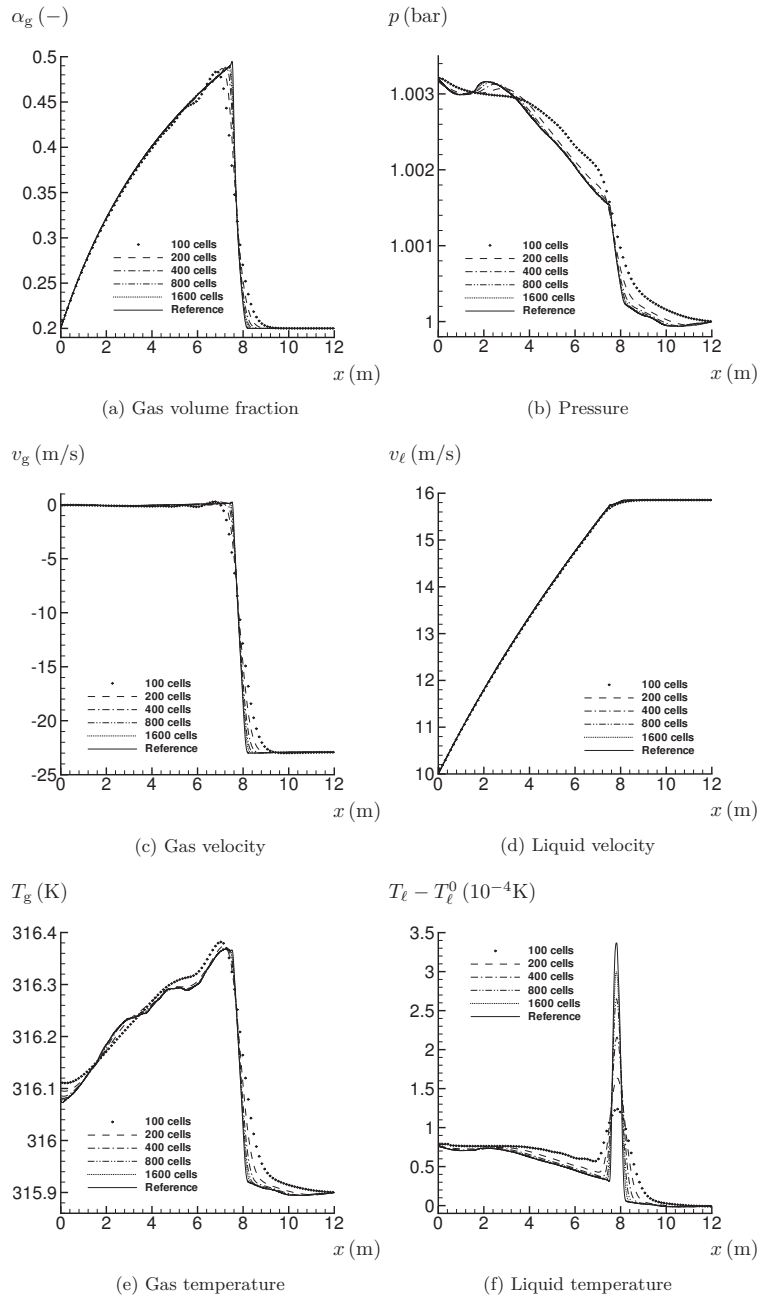 αg (−)
0.5
0.45
0.4
0.35
0.3
0.25
0.2
0 2 4 6 8 10 12
100 cells
200 cells
400 cells
800 cells
1600 cells
Reference
x (m)
(a) Gas volume fraction
p (bar)
1.003
1.002
1.001
1
0 2 4 6 8 10 12
100 cells
200 cells
400 cells
800 cells
1600 cells
Reference
x (m)
(b) Pressure
vg (m/s)
0
-5
-10
-15
-20
-25
0 2 4 6 8 10 12
100 cells
200 cells
400 cells
800 cells
1600 cells
Reference
x (m)
(c) Gas velocity
vℓ (m/s)
16
15
14
13
12
11
10
0 2 4 6 8 10 12
100 cells
200 cells
400 cells
800 cells
1600 cells
Reference
x (m)
(d) Liquid velocity
Tg (K)
316.4
316.3
316.2
316.1
316
315.9
0 2 4 6 8 10 12
100 cells
200 cells
400 cells
800 cells
1600 cells
Reference
x (m)
(e) Gas temperature
Tℓ − Tℓ⁰ (10⁻⁴K)
3.5
3
2.5
2
1.5
1
0.5
0
0 2 4 6 8 10 12
100 cells
200 cells
400 cells
800 cells
1600 cells
Reference
x (m)
(f) Liquid temperature